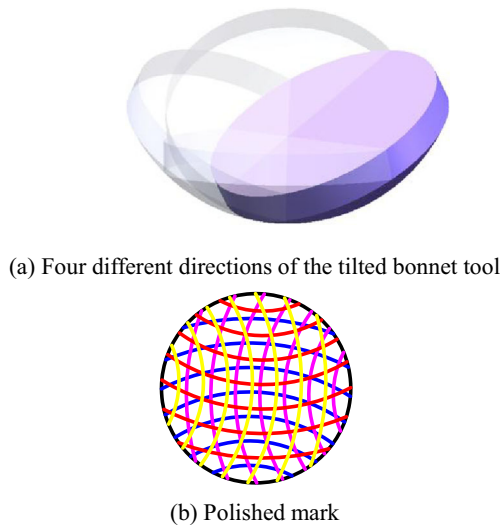 (a) Four different directions of the tilted bonnet tool
(b) Polished mark